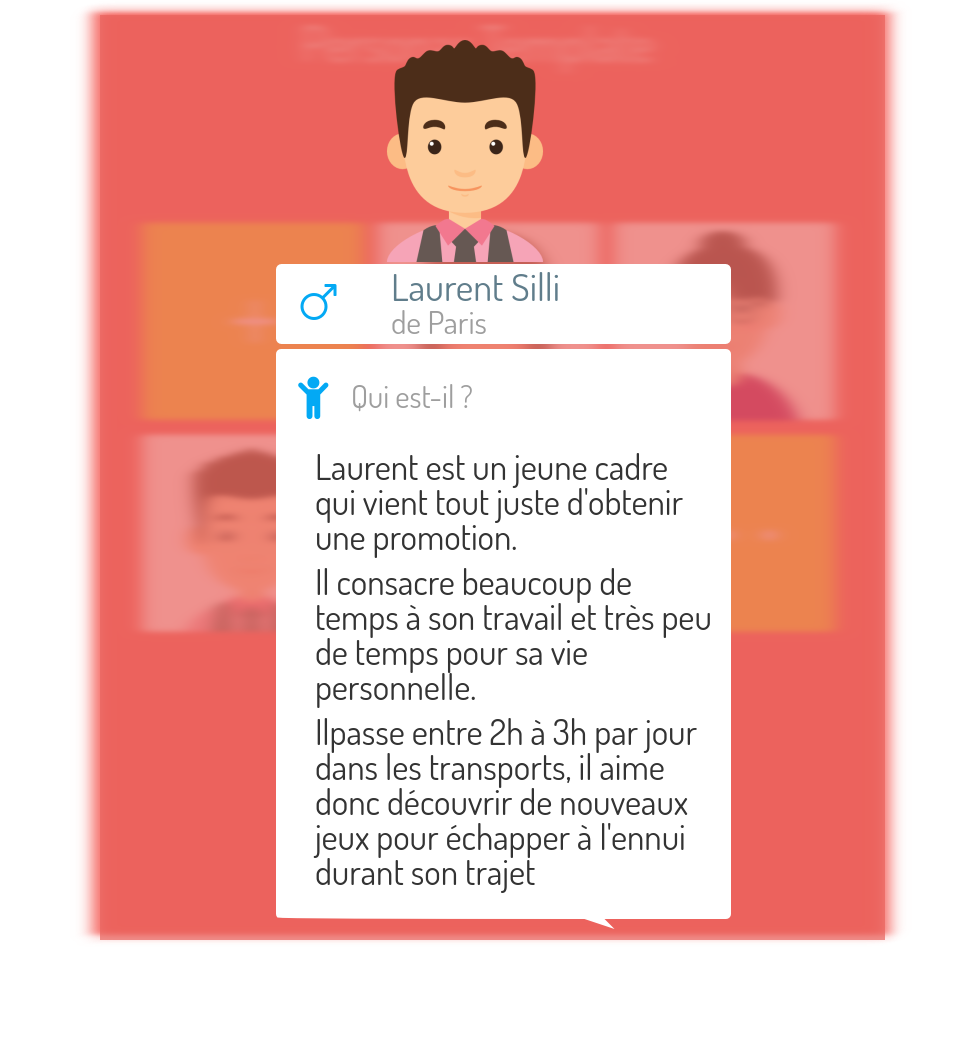 Laurent Silli
de Paris
Qui est-il ?
Laurent est un jeune cadre
qui vient tout juste d'obtenir
une promotion.
Il consacre beaucoup de
temps à son travail et très peu
de temps pour sa vie
personnelle.
Ilpasse entre 2h à 3h par jour
dans les transports, il aime
donc découvrir de nouveaux
jeux pour échapper à l'ennui
durant son trajet